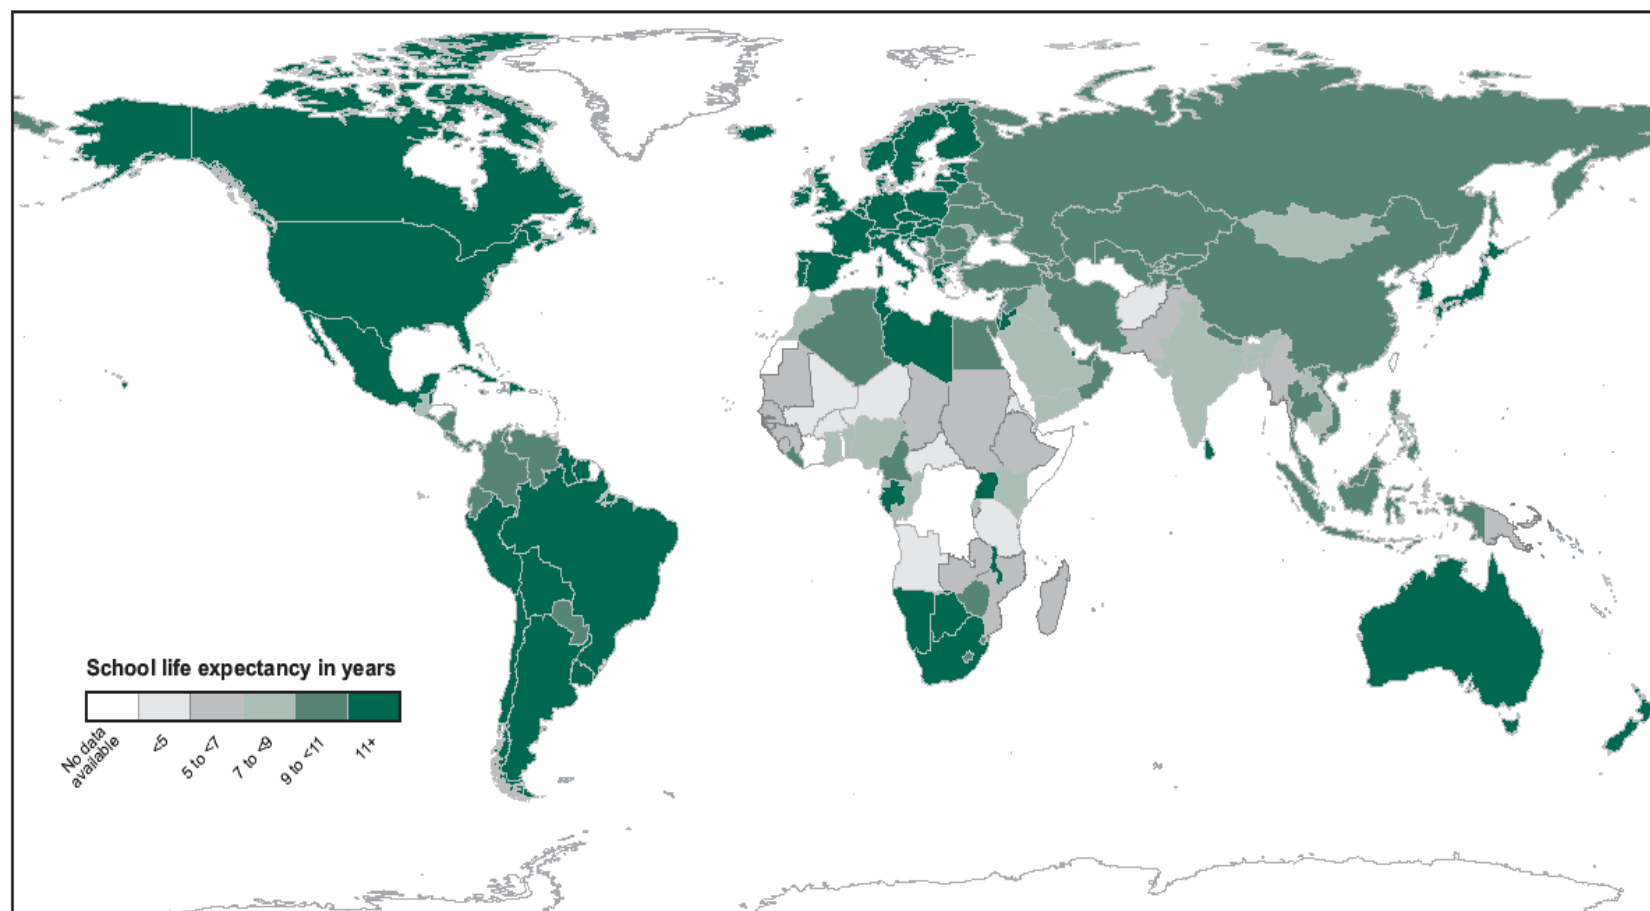 School life expectancy in years
No data
available
<5
5 to <7
7 to <9
9 to <11
11+